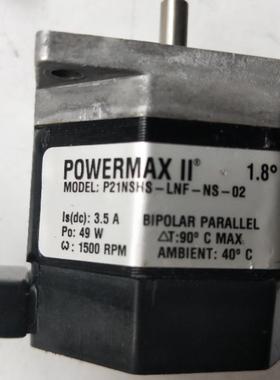 POWERMAX II® 1.8°
MODEL: P21NSHS-LNF-NS-02
Is(dc): 3.5 A BIPOLAR PARALLEL
Po: 49 W ΔT:90° C MAX
ω: 1500 RPM AMBIENT: 40° C